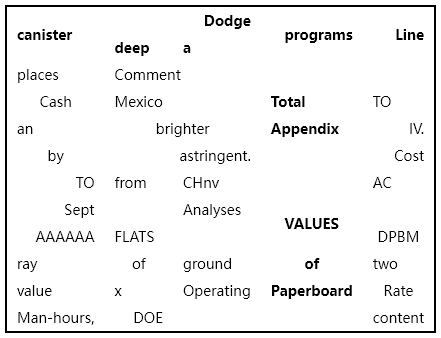 Dodge
canister programs Line
deep a
places Comment
Cash Mexico Total TO
an brighter Appendix IV.
by astringent. Cost
TO from CHnv AC
Sept Analyses
VALUES
AAAAAA FLATS DPBM
ray of ground of two
value x Operating Paperboard Rate
Man-hours, DOE content